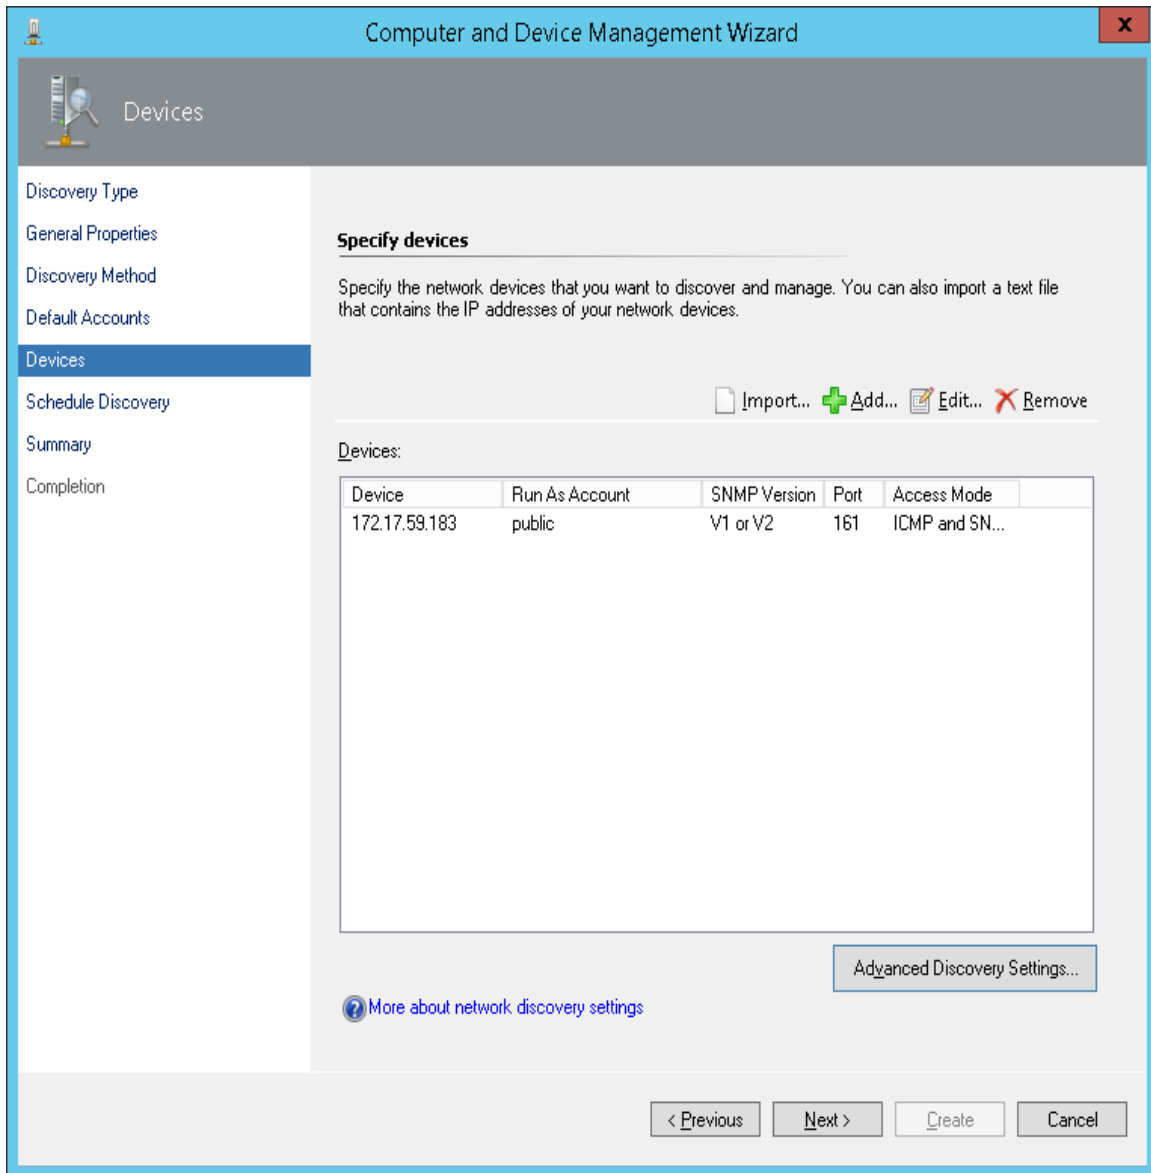 Computer and Device Management Wizard
x
Devices
Discovery Type
General Properties
Discovery Method
Default Accounts
Devices
Schedule Discovery
Summary
Completion
Specify devices
Specify the network devices that you want to discover and manage. You can also import a text file
that contains the IP addresses of your network devices.
Import... Add... Edit... Remove
Devices:
Device Run As Account SNMP Version Port Access Mode
172.17.59.183 public V1 or V2 161 ICMP and SN...
Advanced Discovery Settings...
More about network discovery settings
< Previous Next > Create Cancel